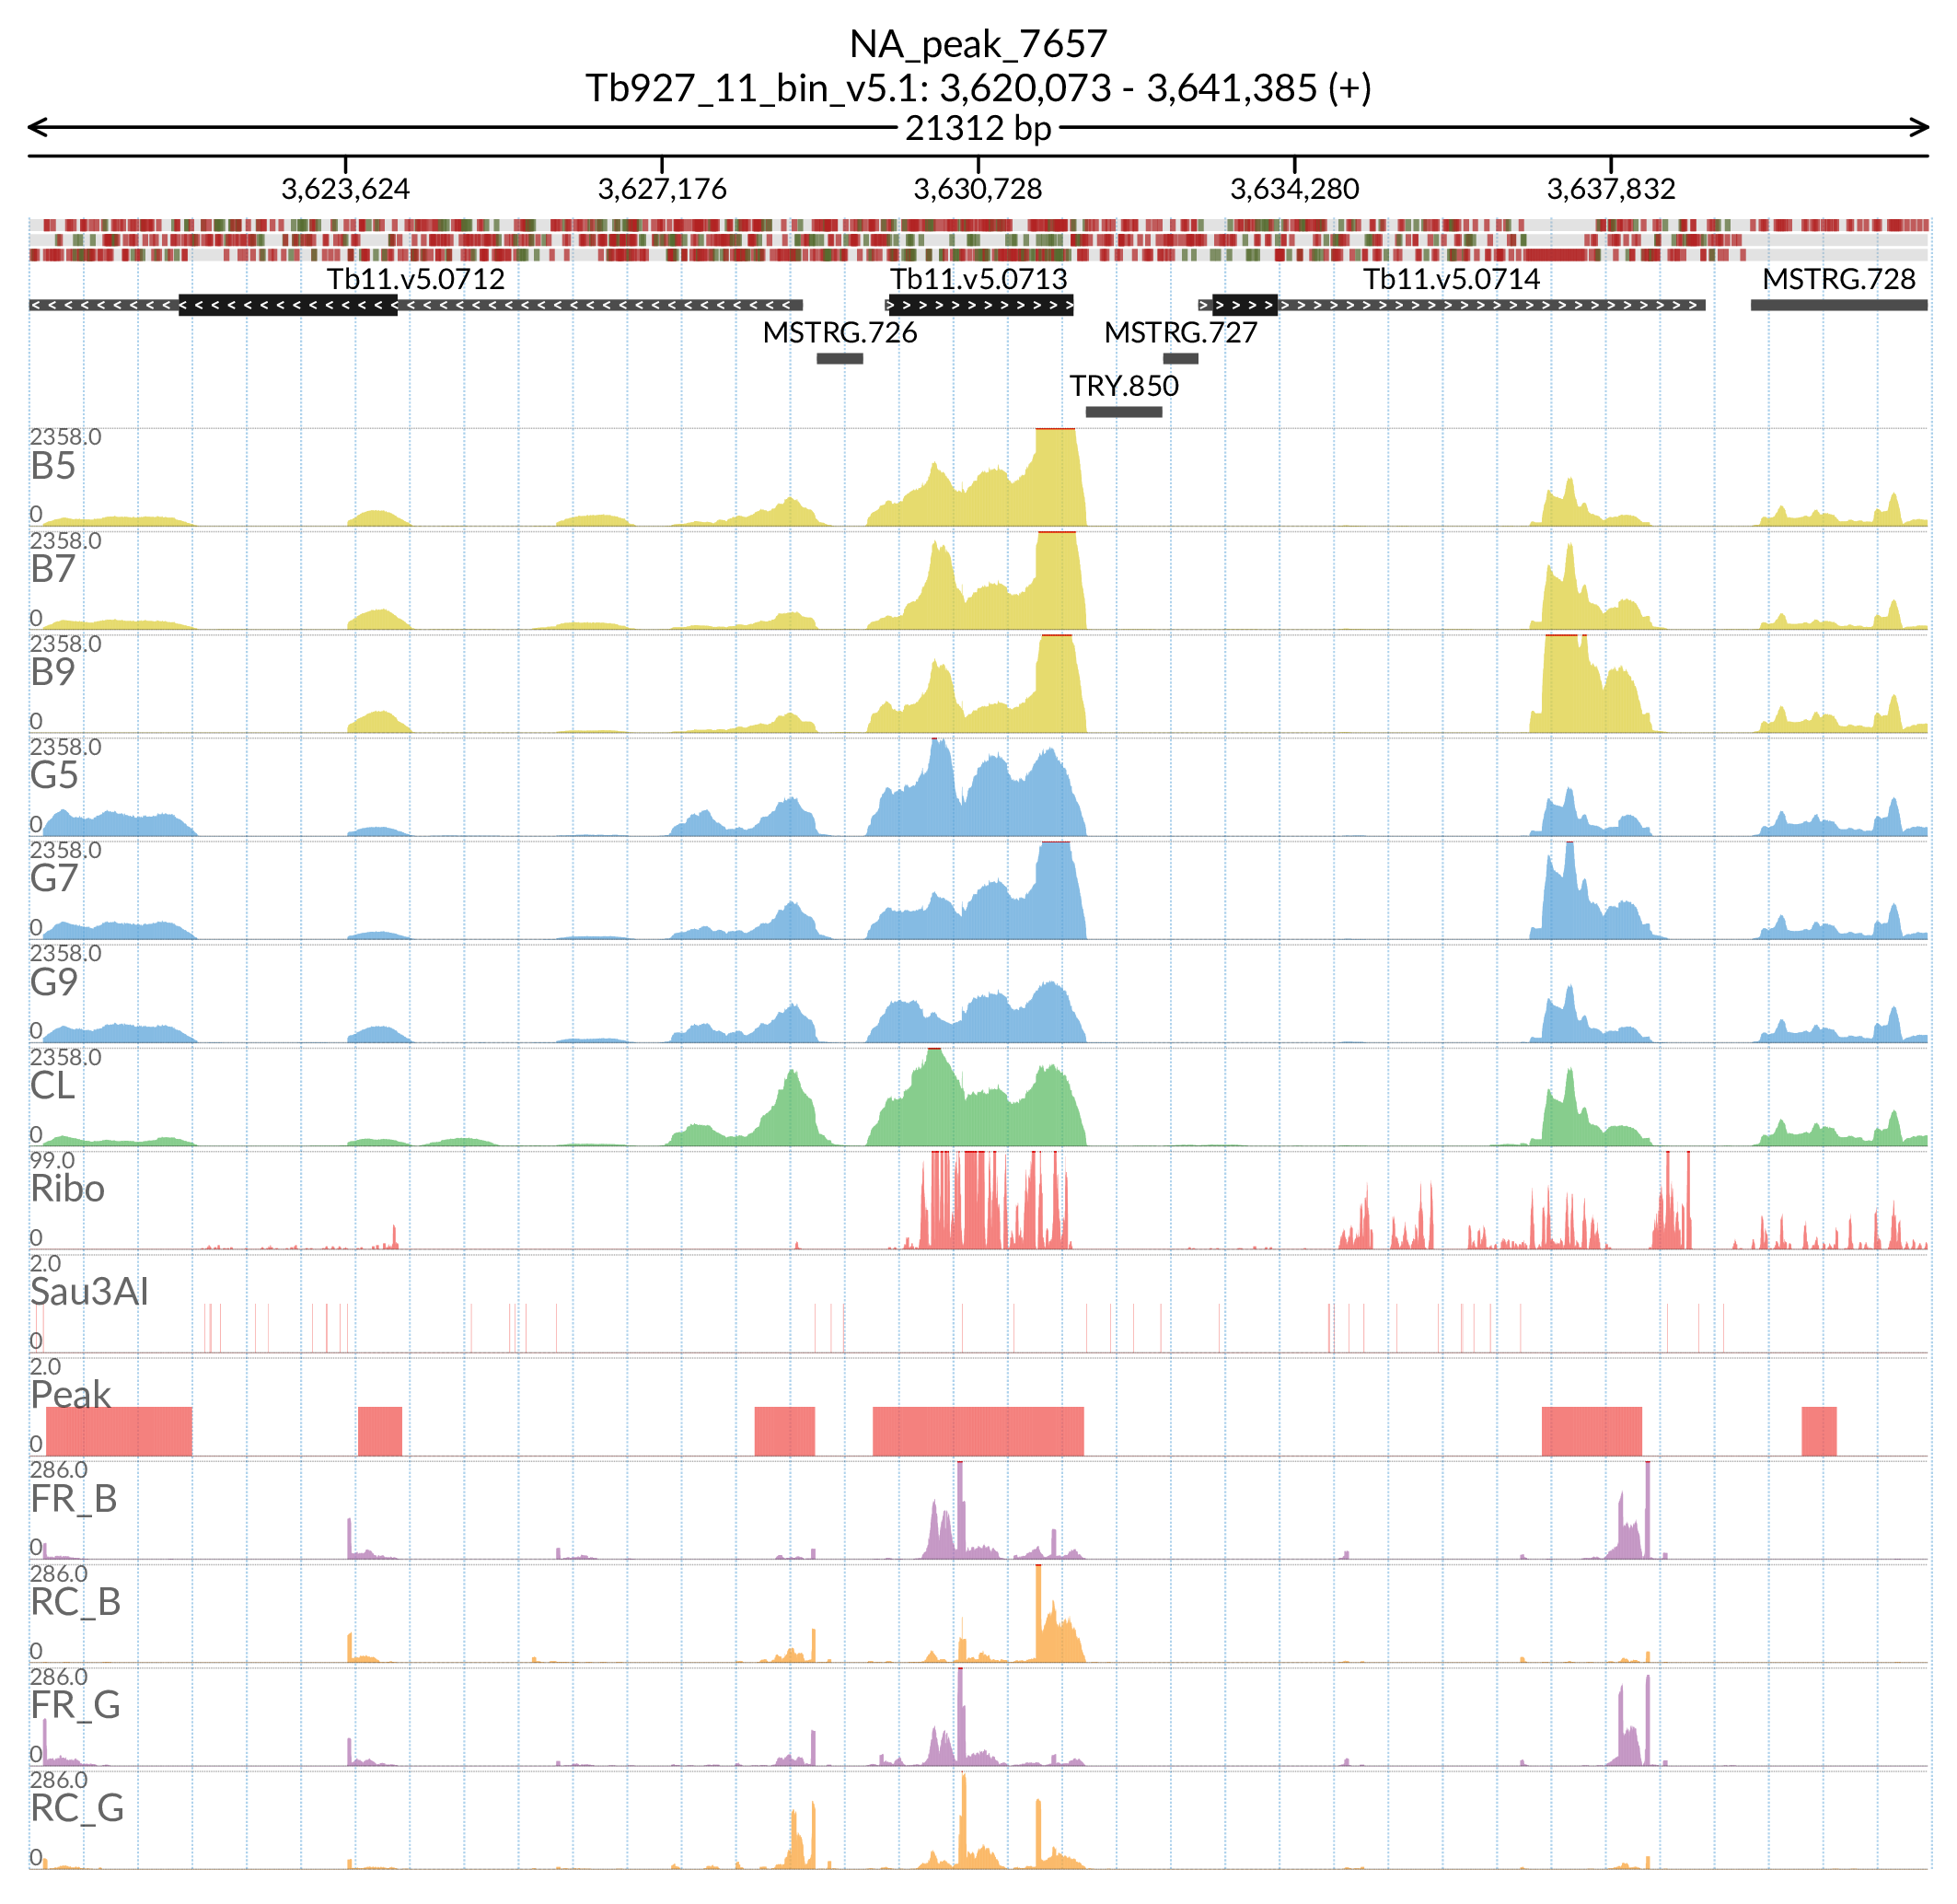 NA_peak_7657
Tb927_11_bin_v5.1: 3,620,073 - 3,641,385 (+)
21312 bp
3,623,624 3,627,176 3,630,728 3,634,280 3,637,832
Tb11.v5.0712 Tb11.v5.0713 Tb11.v5.0714 MSTRG.728
< < < < < < < < < < < < < < < < < < < < < < < < < < < < < < < < < < < > > > > > > > > > > > > > > > > > > > > > > > > > > > > > > > >
MSTRG.726 MSTRG.727
TRY.850
2358.0
B5
0
2358.0
B7
0
2358.0
B9
0
2358.0
G5
0
2358.0
G7
0
2358.0
G9
0
2358.0
CL
0
99.0
Ribo
0
2.0
Sau3AI
0
2.0
Peak
0
286.0
FR_B
0
286.0
RC_B
0
286.0
FR_G
0
286.0
RC_G
0